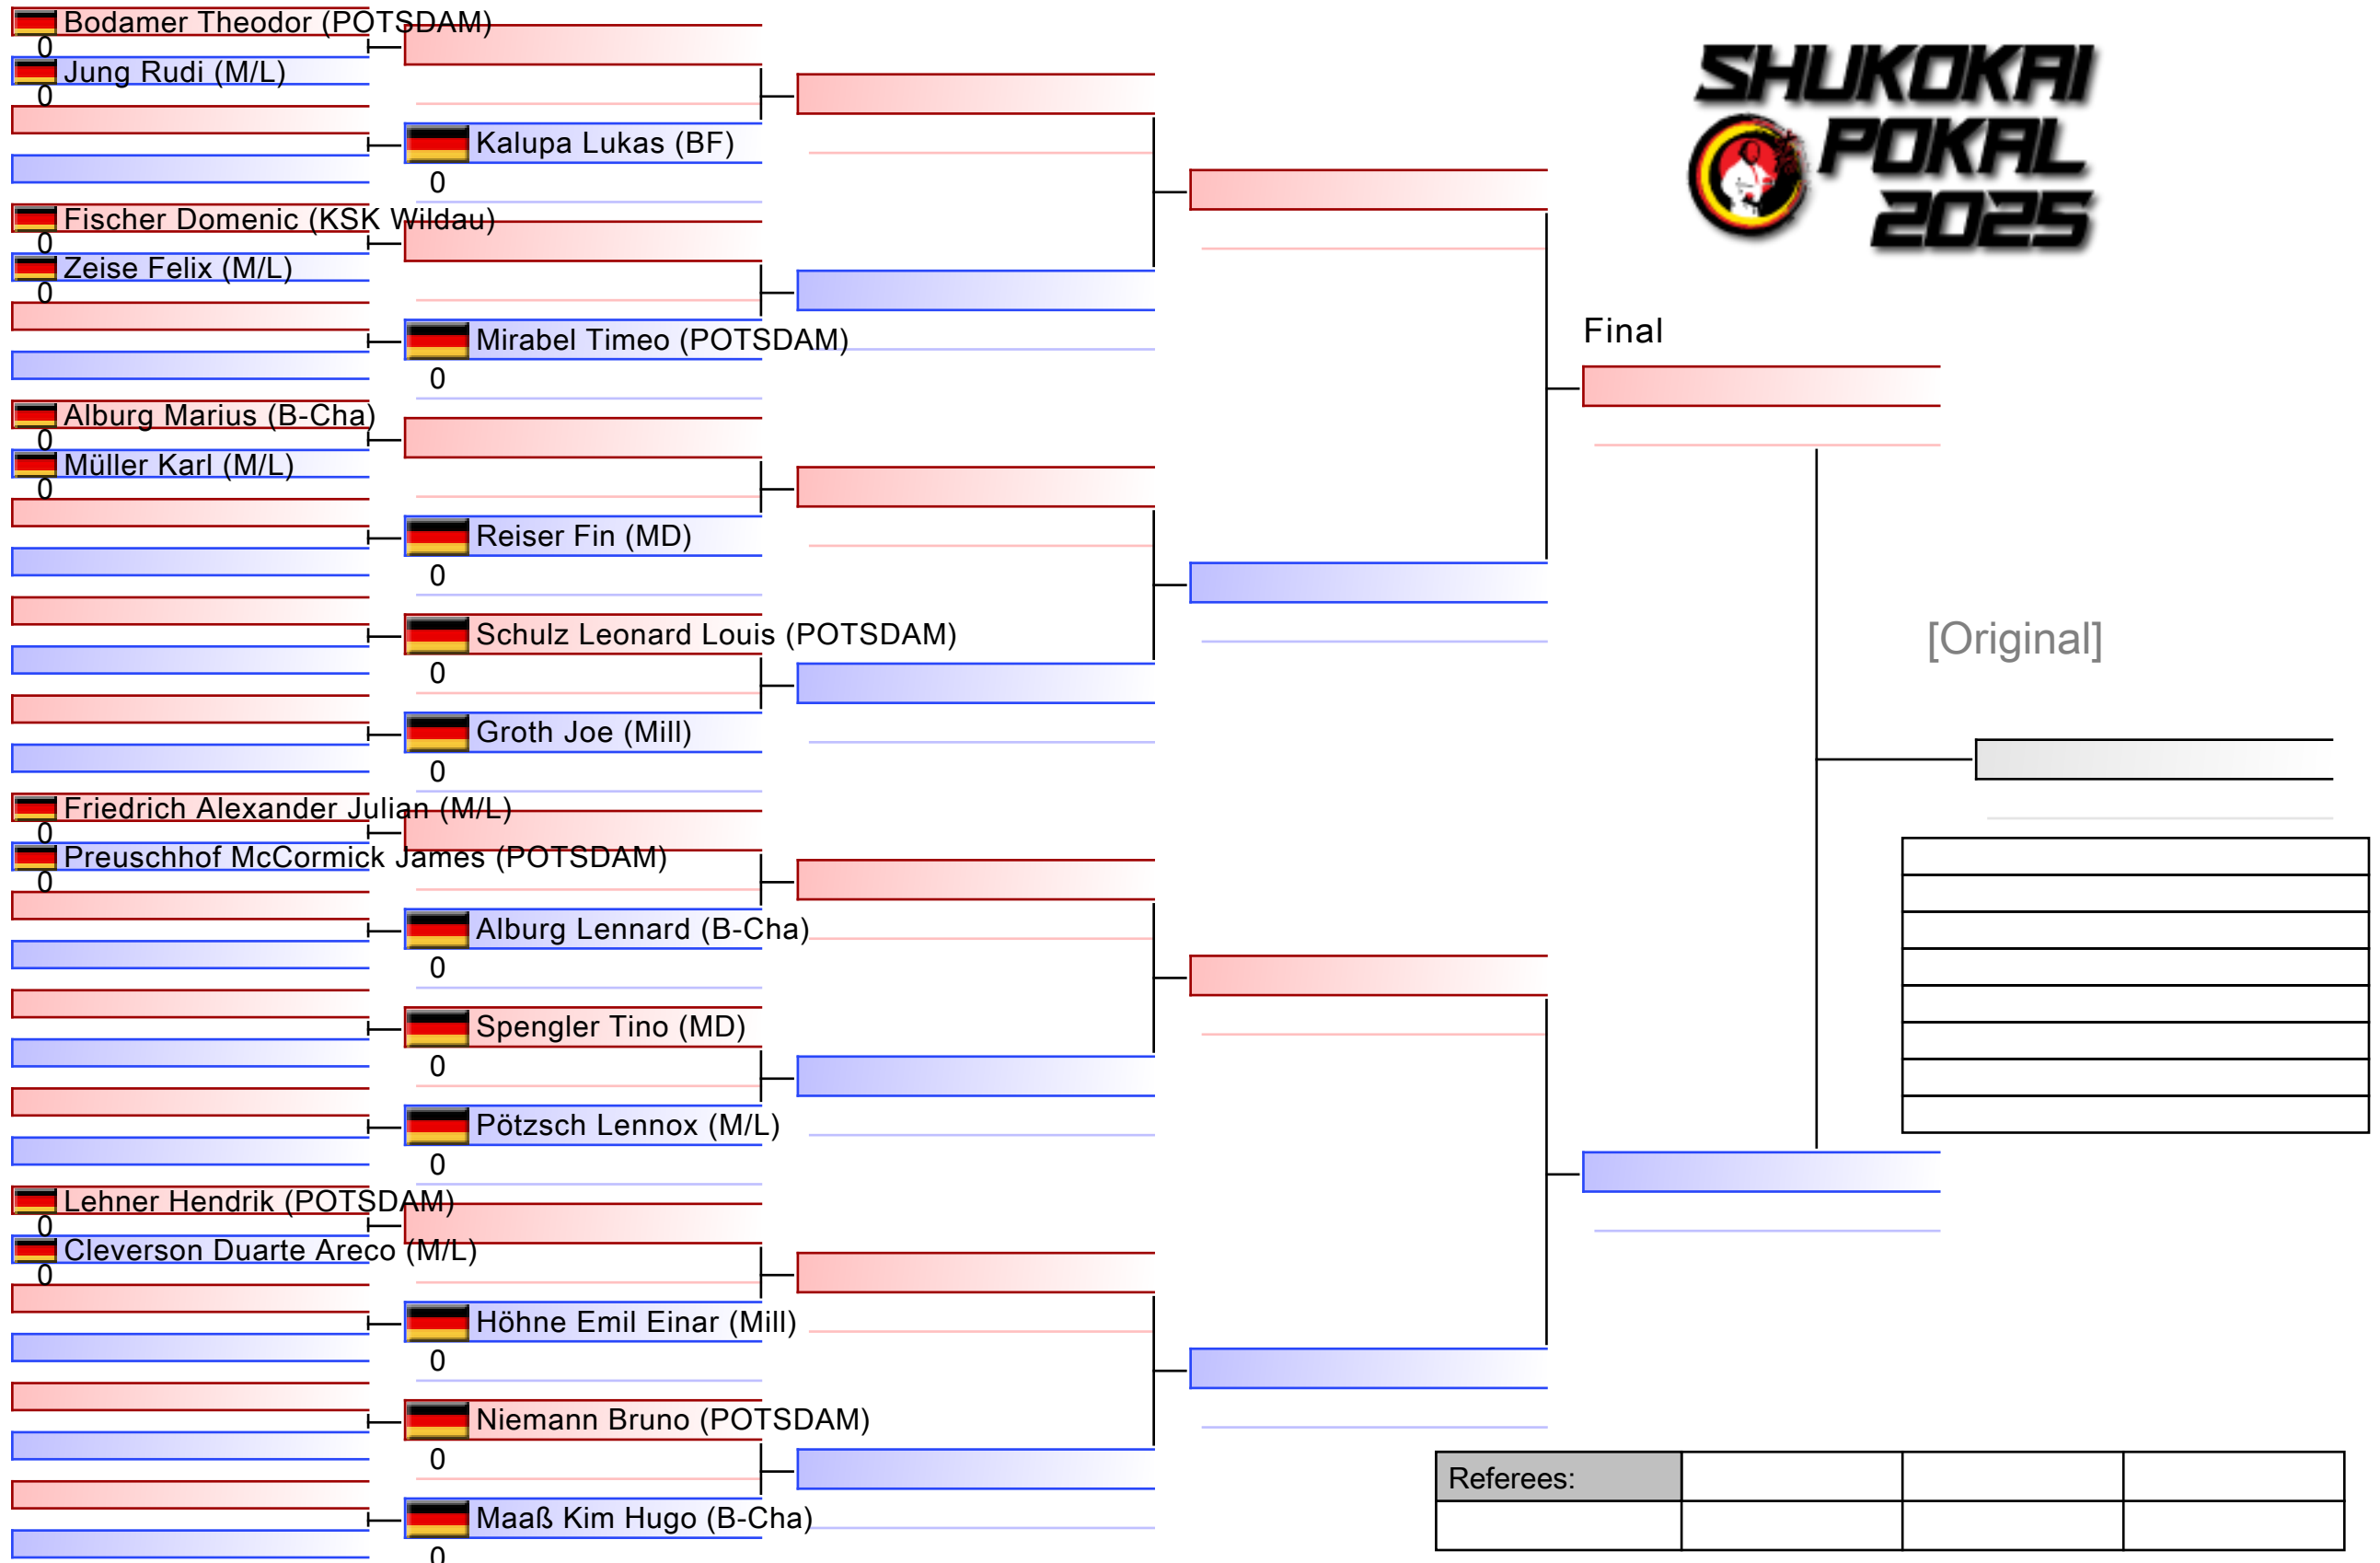 Bodamer Theodor (POTSDAM)
0
Jung Rudi (M/L)
0
Kalupa Lukas (BF)
0
Fischer Domenic (KSK Wildau)
0
Zeise Felix (M/L)
0
Mirabel Timeo (POTSDAM)
0
Alburg Marius (B-Cha)
0
Müller Karl (M/L)
0
Reiser Fin (MD)
0
Schulz Leonard Louis (POTSDAM)
0
Groth Joe (Mill)
0
Friedrich Alexander Julian (M/L)
0
Preuschhof McCormick James (POTSDAM)
0
Alburg Lennard (B-Cha)
0
Spengler Tino (MD)
0
Pötzsch Lennox (M/L)
0
Lehner Hendrik (POTSDAM)
0
Cleverson Duarte Areco (M/L)
0
Höhne Emil Einar (Mill)
0
Niemann Bruno (POTSDAM)
0
Maaß Kim Hugo (B-Cha)
0
SHUKOKAI
POKAL
2025
Final
[Original]
Referees: